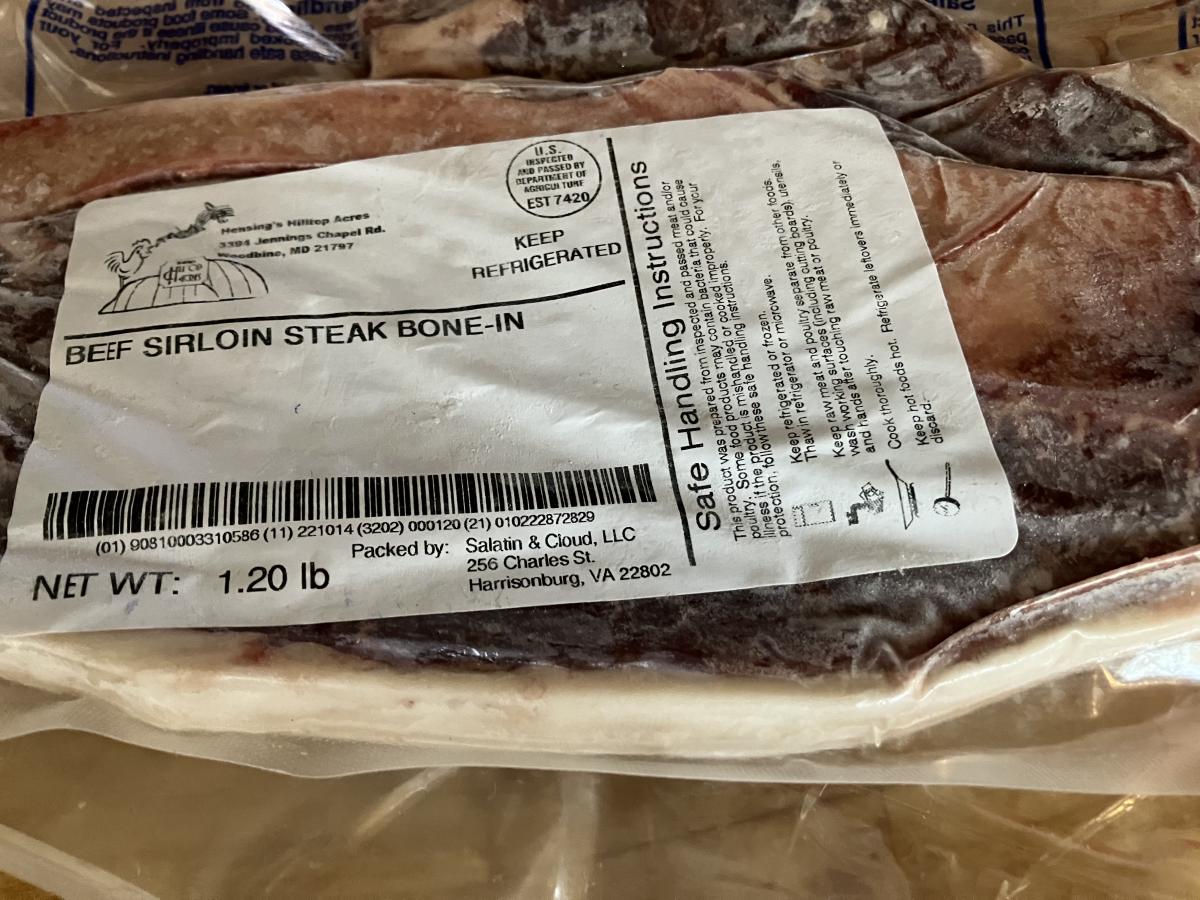 Hensing's Hilltop Acres
3394 Jennings Chapel Rd.
Woodbine, MD 21797
U.S.
INSPECTED
AND PASSED BY
DEPARTMENT OF
AGRICULTURE
EST 7420
KEEP
REFRIGERATED
BEEF SIRLOIN STEAK BONE-IN
(01) 90810003310586 (11) 221014 (3202) 000120 (21) 010222872829
NET WT: 1.20 lb
Packed by: Salatin & Cloud, LLC
256 Charles St.
Harrisonburg, VA 22802
Safe Handling Instructions
This product was prepared from inspected and passed meat and/or
poultry. Some food products may contain bacteria that could cause
illness if the product is mishandled or cooked improperly. For your
protection, follow these safe handling instructions.
Keep refrigerated or frozen.
Thaw in refrigerator or microwave.
Keep raw meat and poultry separate from other foods.
Wash working surfaces (including cutting boards), utensils,
and hands after touching raw meat or poultry.
Cook thoroughly.
Keep hot foods hot. Refrigerate leftovers immediately or
discard.